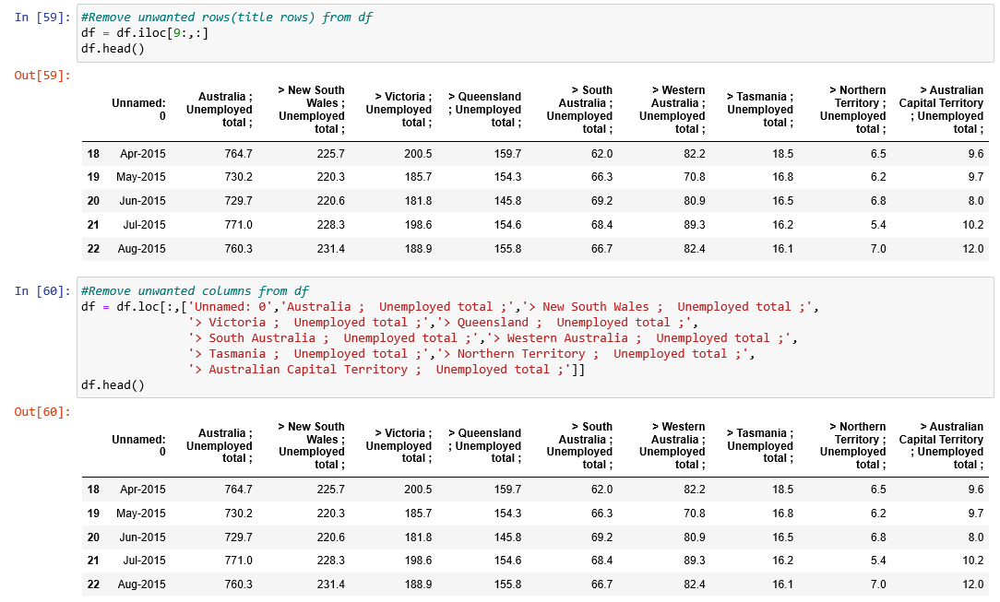 In [59]: #Remove unwanted rows(title rows) from df
df = df.iloc[9:,:]
df.head()
Out[59]:
Unnamed: 0 Australia ; Unemployed total ; > New South Wales ; Unemployed total ; > Victoria ; Unemployed total ; > Queensland ; Unemployed total ; > South Australia ; Unemployed total ; > Western Australia ; Unemployed total ; > Tasmania ; Unemployed total ; > Northern Territory ; Unemployed total ; > Australian Capital Territory ; Unemployed total ;
18 Apr-2015 764.7 225.7 200.5 159.7 62.0 82.2 18.5 6.5 9.6
19 May-2015 730.2 220.3 185.7 154.3 66.3 70.8 16.8 6.2 9.7
20 Jun-2015 729.7 220.6 181.8 145.8 69.2 80.9 16.5 6.8 8.0
21 Jul-2015 771.0 228.3 198.6 154.6 68.4 89.3 16.2 5.4 10.2
22 Aug-2015 760.3 231.4 188.9 155.8 66.7 82.4 16.1 7.0 12.0
In [60]: #Remove unwanted columns from df
df = df.loc[:,['Unnamed: 0','Australia ;  Unemployed total ;','> New South Wales ;  Unemployed total ;',
'> Victoria ;  Unemployed total ;','> Queensland ;  Unemployed total ;',
'> South Australia ;  Unemployed total ;','> Western Australia ;  Unemployed total ;',
'> Tasmania ;  Unemployed total ;','> Northern Territory ;  Unemployed total ;',
'> Australian Capital Territory ;  Unemployed total ;']]
df.head()
Out[60]:
Unnamed: 0 Australia ; Unemployed total ; > New South Wales ; Unemployed total ; > Victoria ; Unemployed total ; > Queensland ; Unemployed total ; > South Australia ; Unemployed total ; > Western Australia ; Unemployed total ; > Tasmania ; Unemployed total ; > Northern Territory ; Unemployed total ; > Australian Capital Territory ; Unemployed total ;
18 Apr-2015 764.7 225.7 200.5 159.7 62.0 82.2 18.5 6.5 9.6
19 May-2015 730.2 220.3 185.7 154.3 66.3 70.8 16.8 6.2 9.7
20 Jun-2015 729.7 220.6 181.8 145.8 69.2 80.9 16.5 6.8 8.0
21 Jul-2015 771.0 228.3 198.6 154.6 68.4 89.3 16.2 5.4 10.2
22 Aug-2015 760.3 231.4 188.9 155.8 66.7 82.4 16.1 7.0 12.0